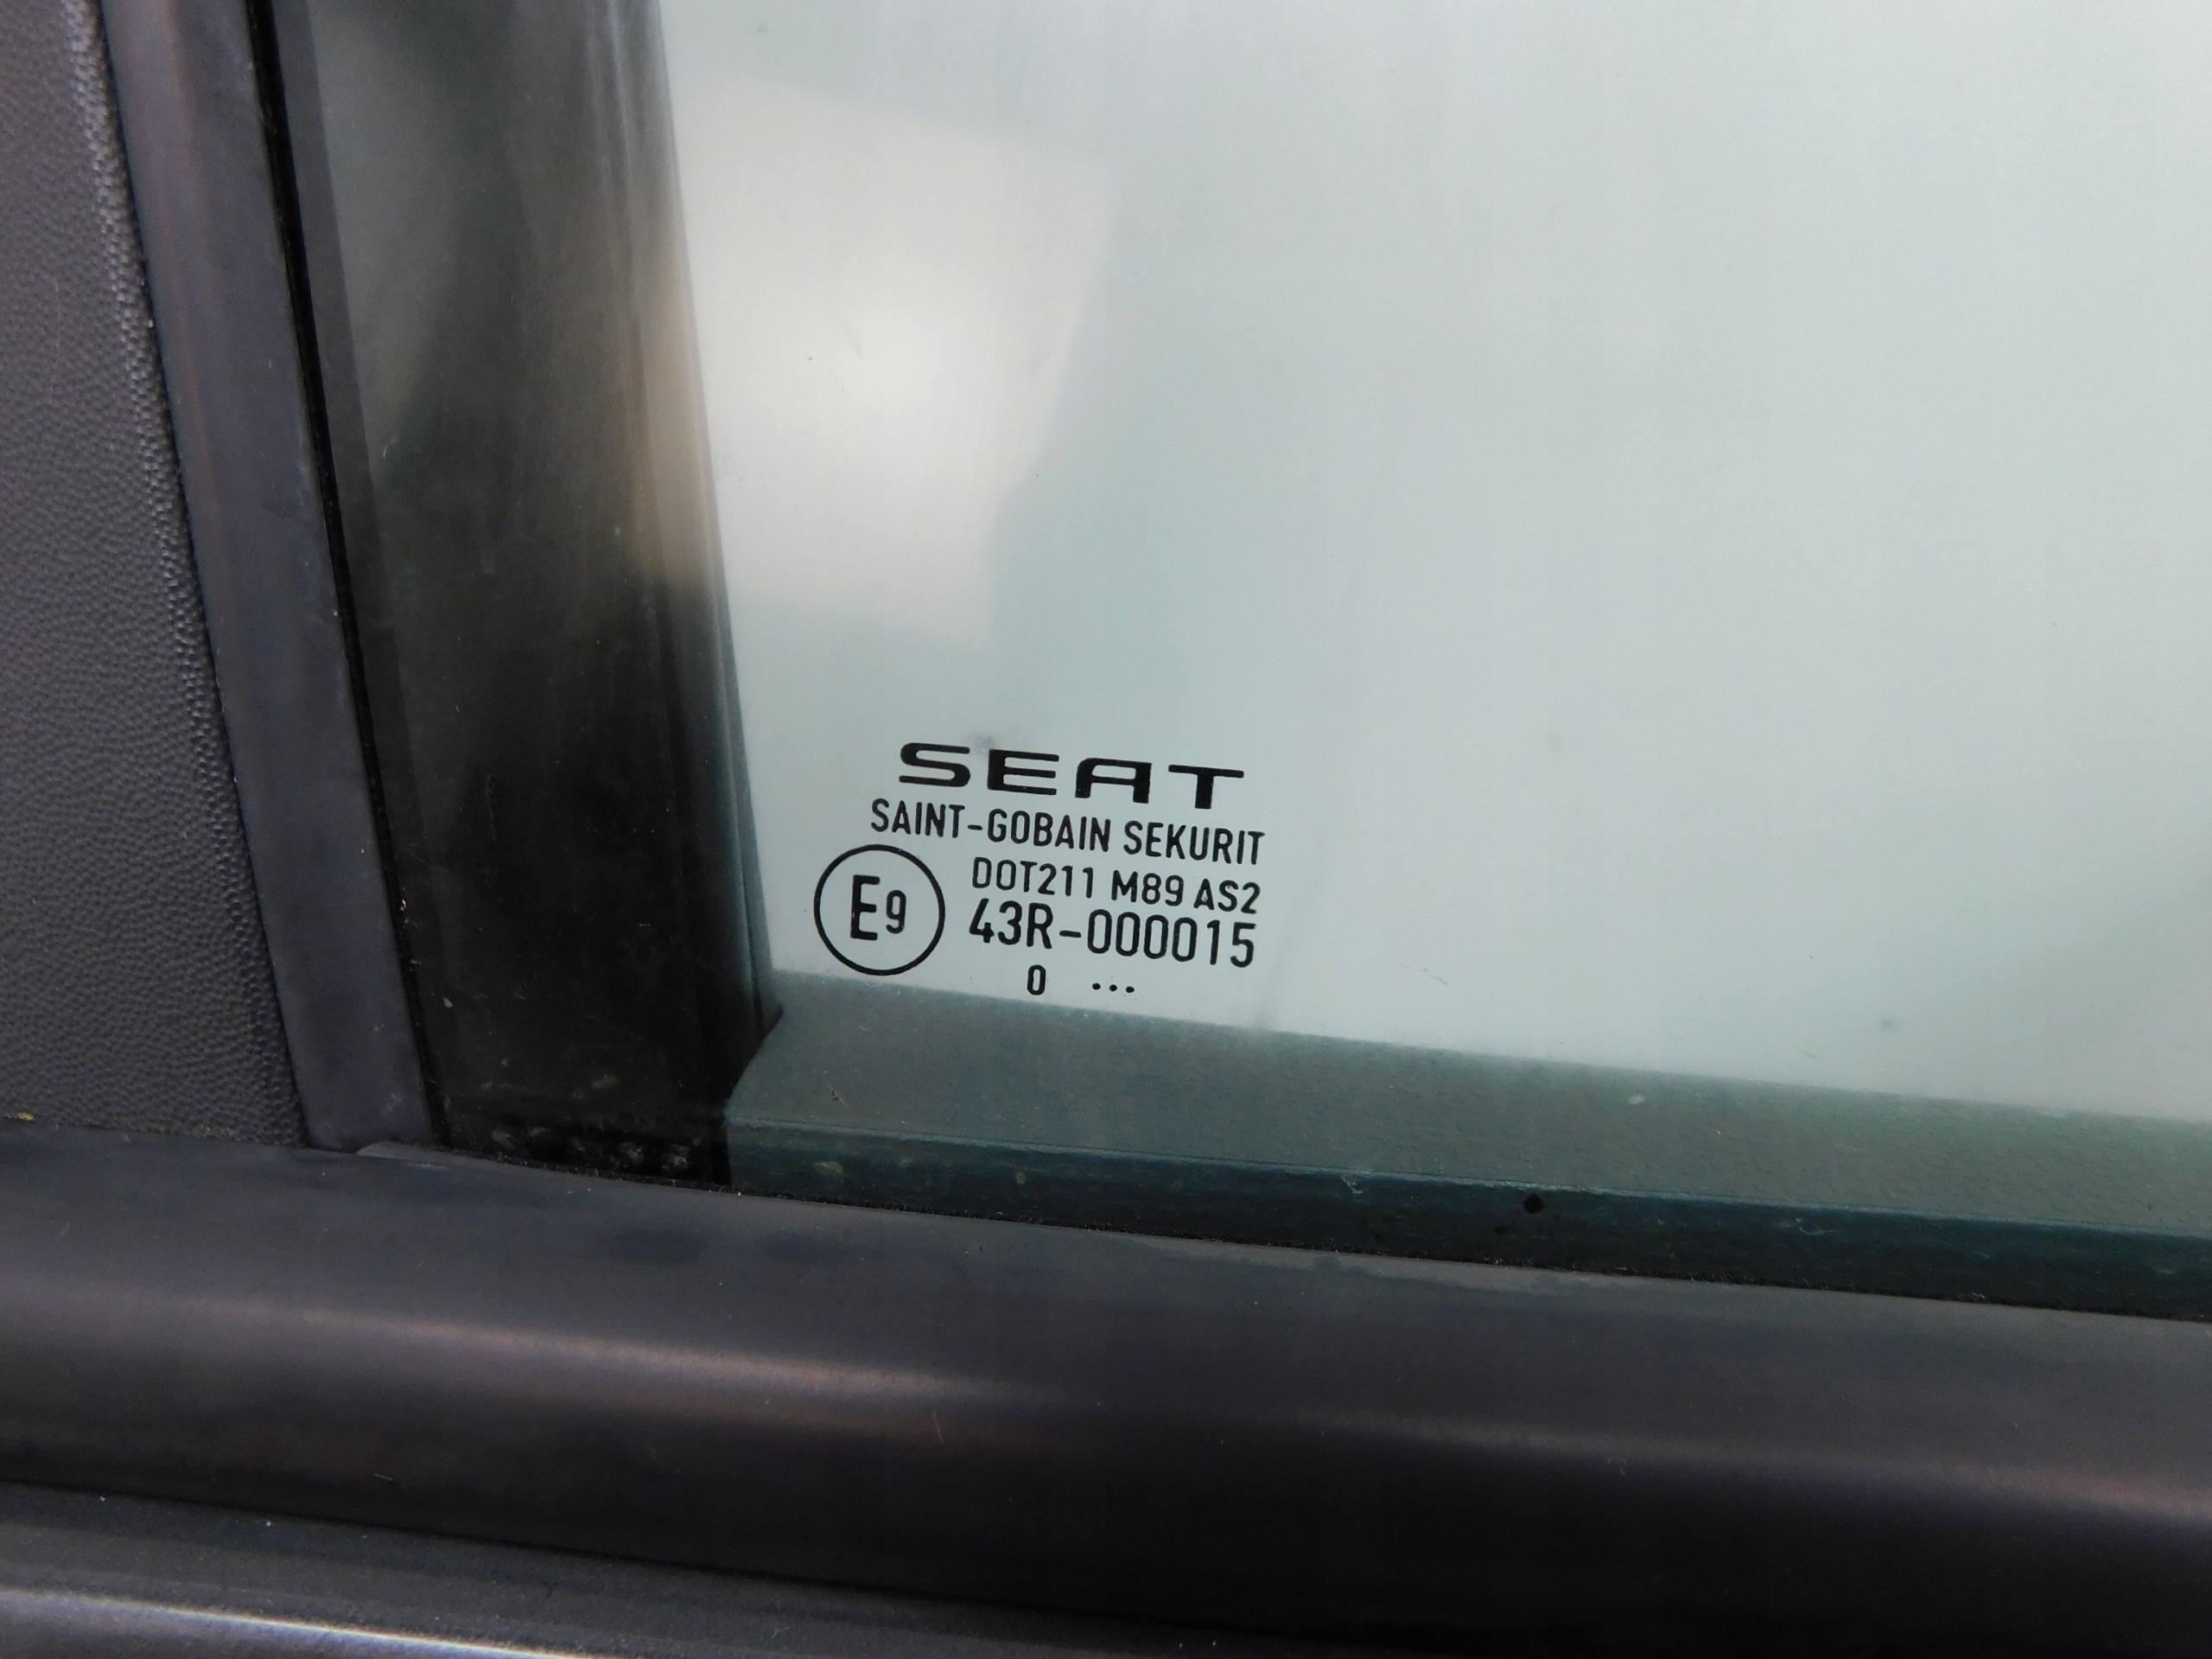 SEAT
SAINT-GOBAIN SEKURIT
DOT211 M89 AS2
E9 43R-000015
0 ...